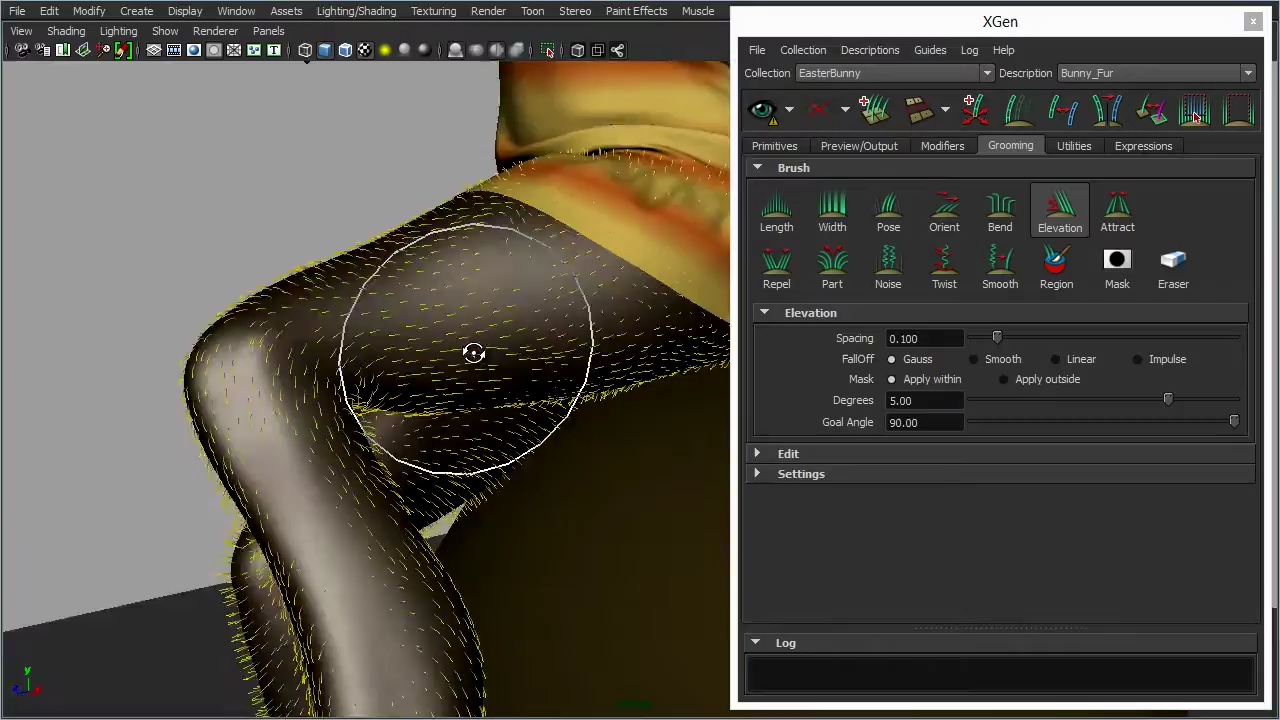 File Edit Modify Create Display Window Assets Lighting/Shading Texturing Render Toon Stereo Paint Effects Muscle
View Shading Lighting Show Renderer Panels
XGen
x
File Collection Descriptions Guides Log Help
Collection EasterBunny Description Bunny_Fur
Primitives Preview/Output Modifiers Grooming Utilities Expressions
Brush
Length Width Pose Orient Bend Elevation Attract
Repel Part Noise Twist Smooth Region Mask Eraser
Elevation
Spacing 0.100
FallOff Gauss Smooth Linear Impulse
Mask Apply within Apply outside
Degrees 5.00
Goal Angle 90.00
Edit
Settings
Log
y